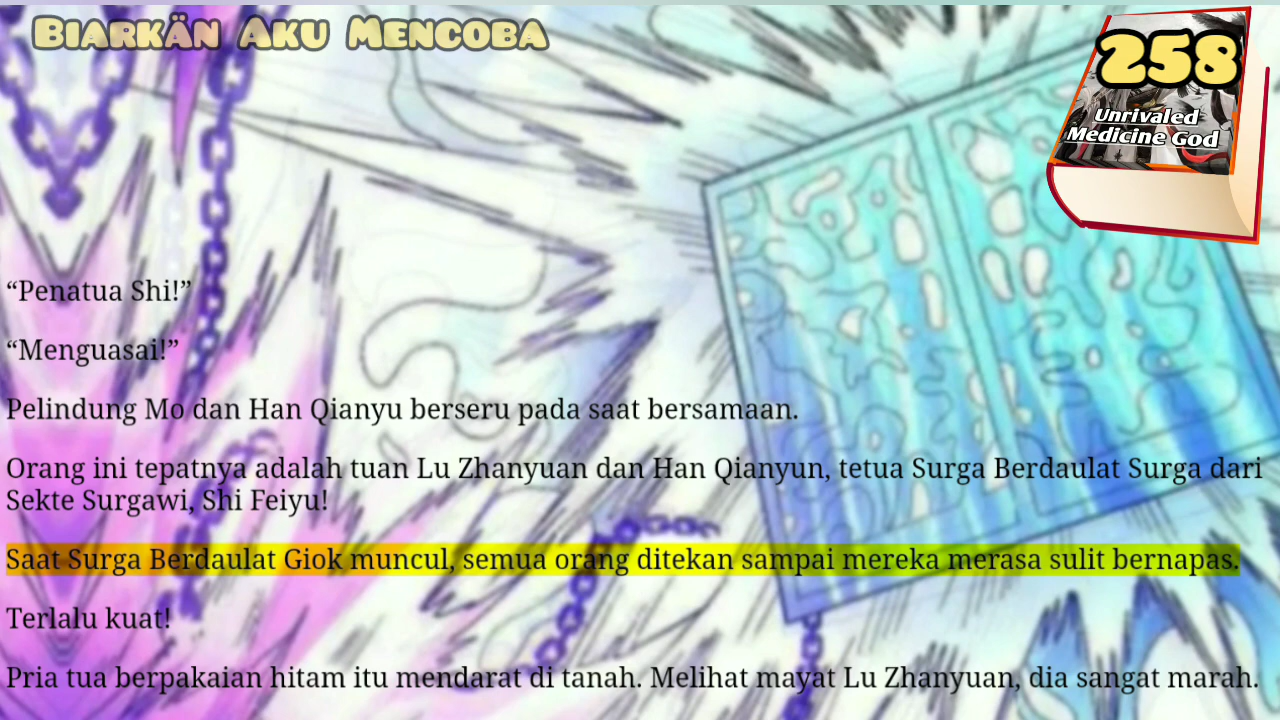 Biarkän Aku Mencoba
258
Unrivaled
Medicine God
“Penatua Shi!”
“Menguasai!”
Pelindung Mo dan Han Qianyu berseru pada saat bersamaan.
Orang ini tepatnya adalah tuan Lu Zhanyuan dan Han Qianyun, tetua Surga Berdaulat Surga dari
Sekte Surgawi, Shi Feiyu!
Saat Surga Berdaulat Giok muncul, semua orang ditekan sampai mereka merasa sulit bernapas.
Terlalu kuat!
Pria tua berpakaian hitam itu mendarat di tanah. Melihat mayat Lu Zhanyuan, dia sangat marah.